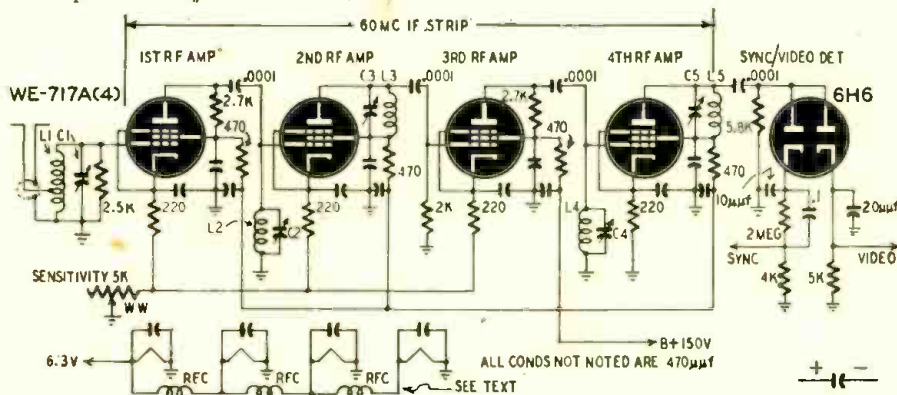 60 MC IF STRIP
1ST RF AMP
2ND RF AMP
3RD RF AMP
4TH RF AMP
SYNC/VIDEO DET
WE-717A(4)
6H6
.0001
C3 L3
.0001
.0001
C5 L5
.0001
L1 C1
2.7K
470
2.7K
470
5.8K
470
470
2.5K
220
L2
C2
220
2K
220
L4
C4
220
10μμf
.1
20μμf
2MEG
SYNC
VIDEO
4K
5K
SENSITIVITY 5K
WW
6.3V
RFC
RFC
RFC
SEE TEXT
B+150V
ALL CONDS NOT NOTED ARE 470μμf
+ -